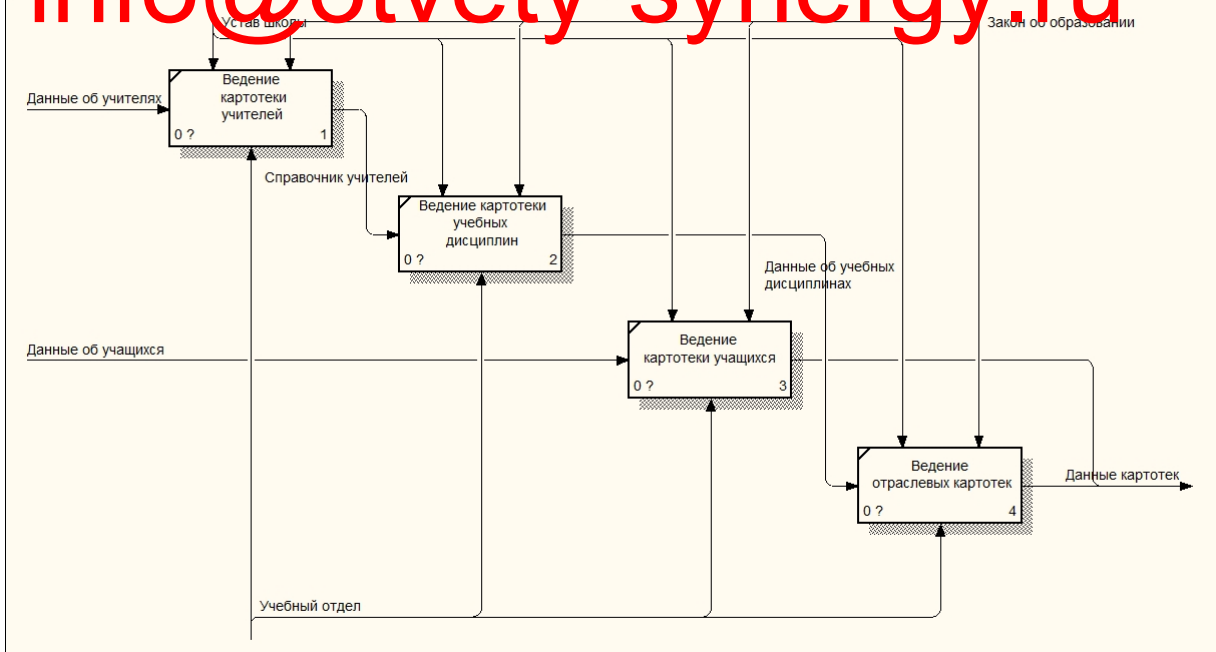 info@otvety-synergy.ru
Устав школы
Закон об образовании
Данные об учителях
Ведение
картотеки
учителей
0 ?
1
Справочник учителей
Ведение картотеки
учебных
дисциплин
0 ?
2
Данные об учебных
дисциплинах
Данные об учащихся
Ведение
картотеки учащихся
0 ?
3
Ведение
отраслевых картотек
0 ?
4
Данные картотек
Учебный отдел